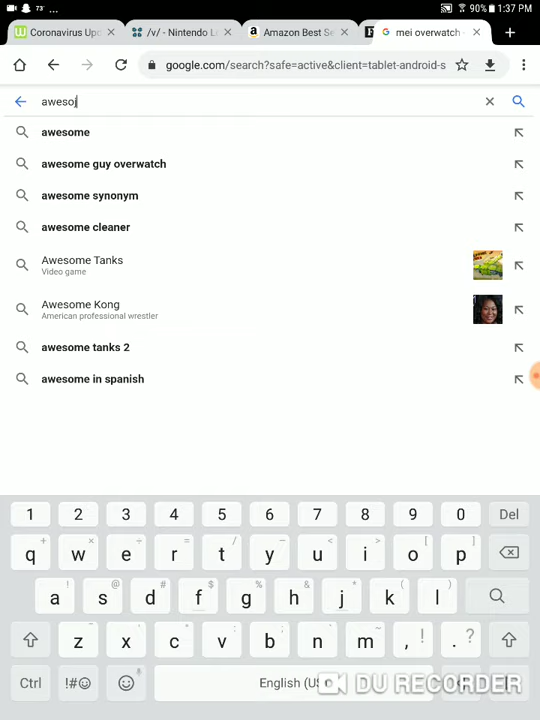 73° ... 90% 1:37 PM
Coronavirus Upd × /v/ - Nintendo L × Amazon Best Se × mei overwatch - × +
google.com/search?safe=active&client=tablet-android-s
awesoj
awesome
awesome guy overwatch
awesome synonym
awesome cleaner
Awesome Tanks
Video game
Awesome Kong
American professional wrestler
awesome tanks 2
awesome in spanish
1 2 3 4 5 6 7 8 9 0 Del
+ × ÷ = / _ < > [ ]
q w e r t y u i o p
! @ # $ % ^ & * ( )
a s d f g h j k l
- ' " : ; , ! ?
z x c v b n m , .
Ctrl !#☺ English (US)
DU RECORDER